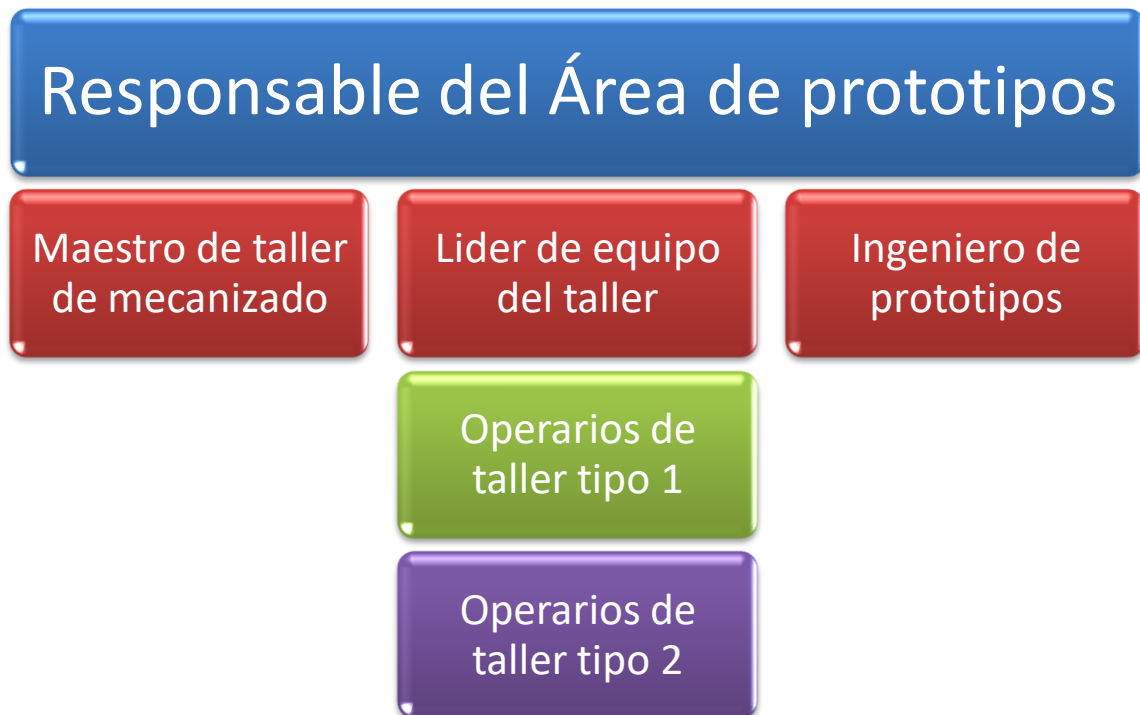 Responsable del Área de prototipos
Maestro de taller
de mecanizado
Lider de equipo
del taller
Ingeniero de
prototipos
Operarios de
taller tipo 1
Operarios de
taller tipo 2